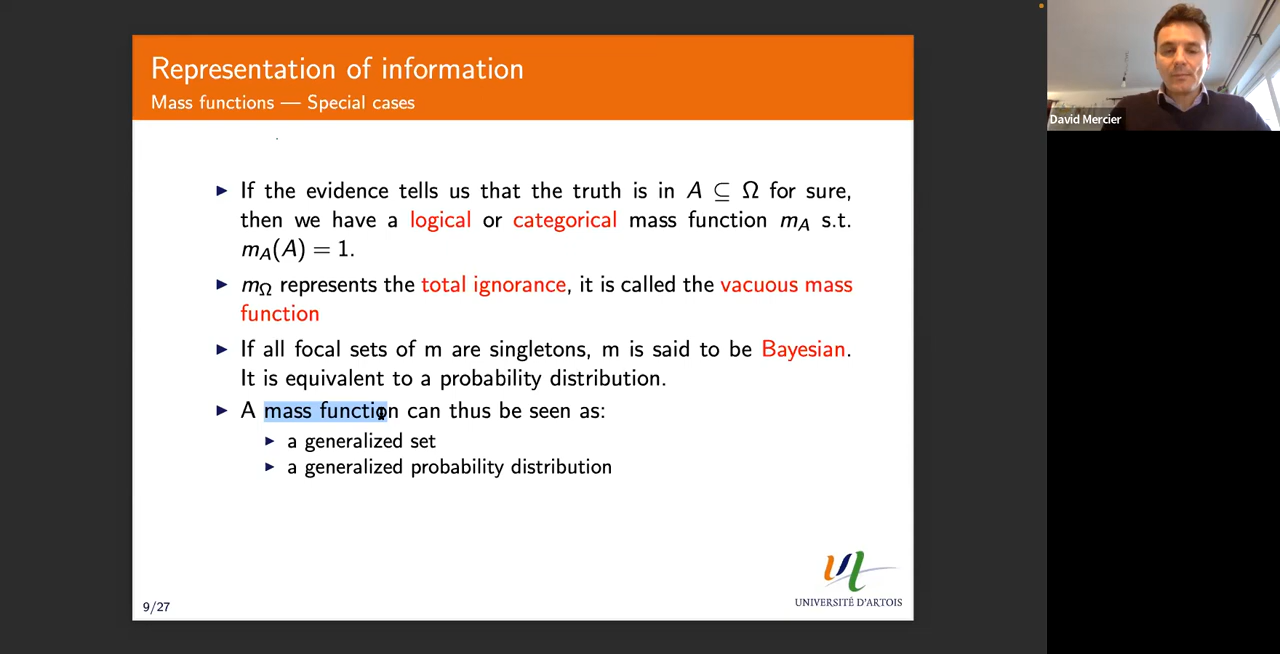 Representation of information
Mass functions — Special cases
▶ If the evidence tells us that the truth is in A ⊆ Ω for sure,
then we have a logical or categorical mass function m_A s.t.
m_A(A) = 1.
▶ m_Ω represents the total ignorance, it is called the vacuous mass
function
▶ If all focal sets of m are singletons, m is said to be Bayesian.
It is equivalent to a probability distribution.
▶ A mass function can thus be seen as:
▶ a generalized set
▶ a generalized probability distribution
9/27
UNIVERSITÉ D'ARTOIS
David Mercier